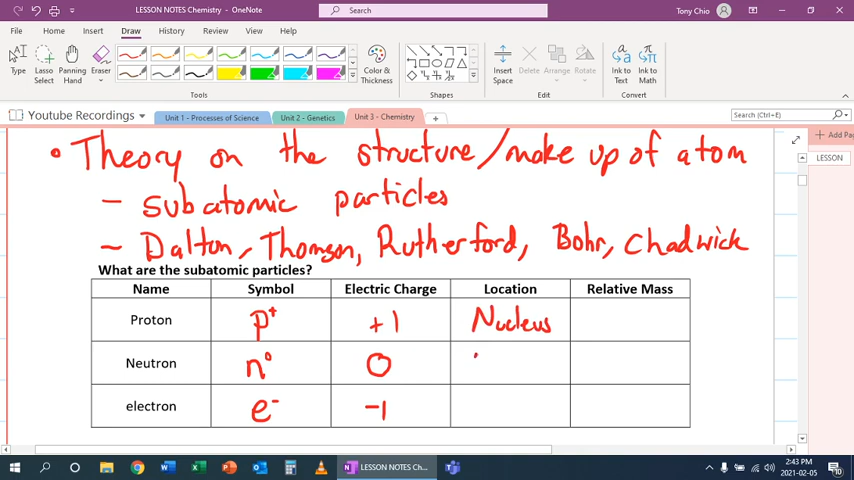 LESSON NOTES Chemistry - OneNote
Search
Tony Chio
File Home Insert Draw History Review View Help
Type
Lasso Select
Panning Hand
Eraser
Color & Thickness
Insert Space
Delete
Arrange
Rotate
Ink to Text
Ink to Math
Tools
Shapes
Edit
Convert
Youtube Recordings
Unit 1 - Processes of Science
Unit 2 - Genetics
Unit 3 - Chemistry
Search (Ctrl+E)
Add Pa
LESSON
• Theory on the structure/make up of atom
- subatomic particles
- Dalton, Thomson, Rutherford, Bohr, Chadwick
What are the subatomic particles?
Name Symbol Electric Charge Location Relative Mass
Proton p+ +1 Nucleus
Neutron n0 0
electron e- -1
LESSON NOTES Che...
2:43 PM
2021-02-05
10